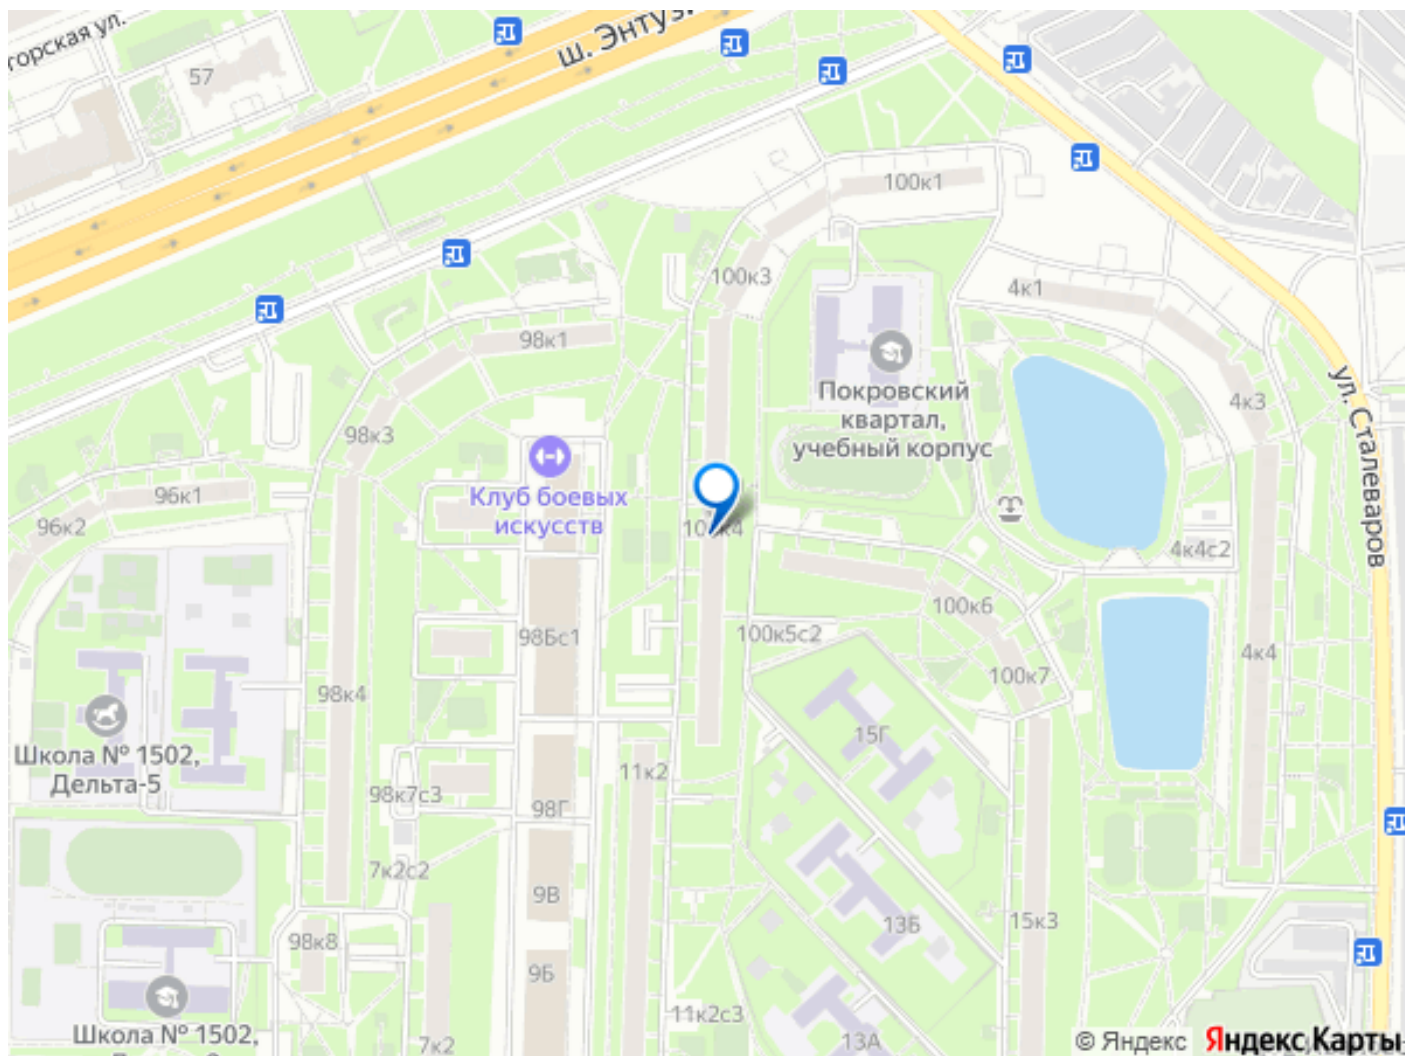 горская ул.
57
ш. Энтуз
100к1
100к3
4к1
98к1
Покровский
квартал,
учебный корпус
4к3
ул. Сталеваров
98к3
96к1
96к2
Клуб боевых
искусств
4к4с2
100к6
98Бс1
100к5с2
4к4
100к7
98к4
15Г
Школа № 1502,
Дельта-5
11к2
98к7с3
98Г
7к2с2
9В
13Б
15к3
98к8
9Б
11к2с3
Школа № 1502,
7к2
13А
© Яндекс
Яндекс Карты